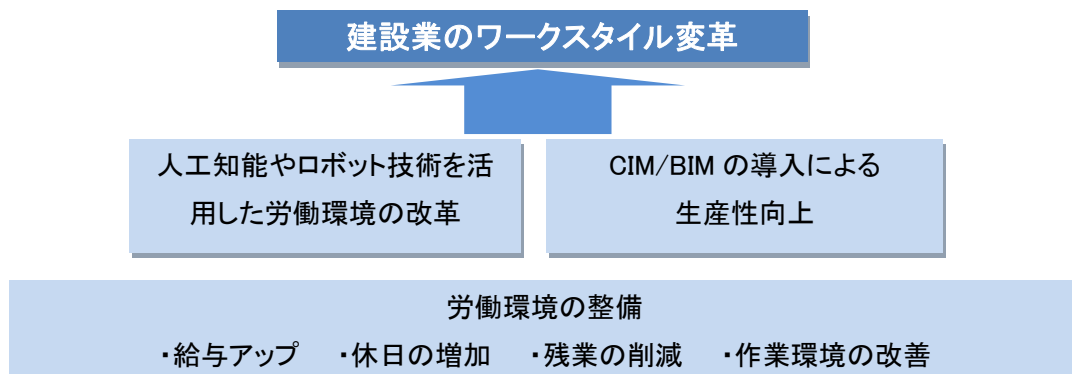 建設業のワークスタイル変革
人工知能やロボット技術を活
用した労働環境の改革
CIM/BIM の導入による
生産性向上
労働環境の整備
・給与アップ ・休日の増加 ・残業の削減 ・作業環境の改善